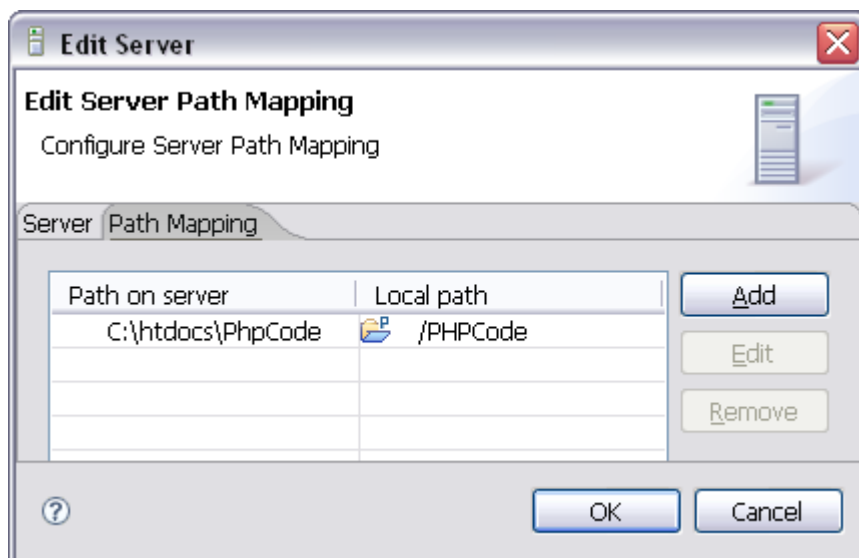 Edit Server
Edit Server Path Mapping
Configure Server Path Mapping
Server Path Mapping
Path on server Local path Add
C:\htdocs\PhpCode /PHPCode
Edit
Remove
OK Cancel